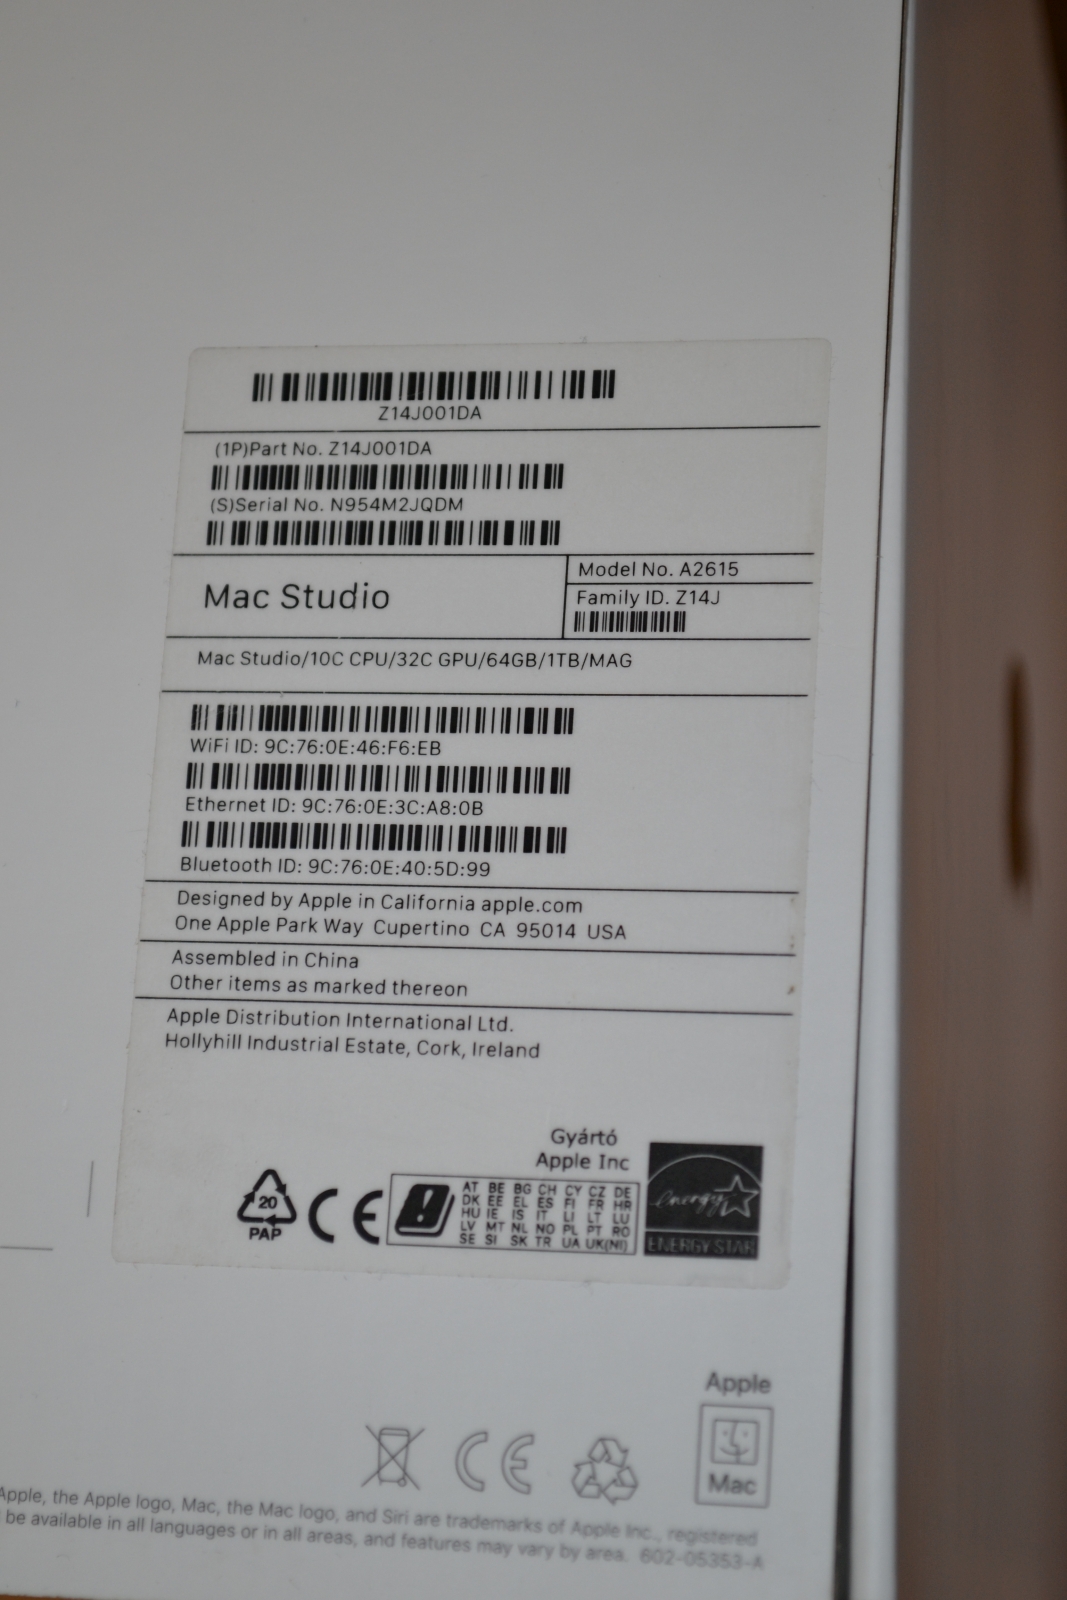 Z14J001DA
(1P)Part No. Z14J001DA
(S)Serial No. N954M2JQDM
Mac Studio
Model No. A2615
Family ID. Z14J
Mac Studio/10C CPU/32C GPU/64GB/1TB/MAG
WiFi ID: 9C:76:0E:46:F6:EB
Ethernet ID: 9C:76:0E:3C:A8:0B
Bluetooth ID: 9C:76:0E:40:5D:99
Designed by Apple in California apple.com
One Apple Park Way Cupertino CA 95014 USA
Assembled in China
Other items as marked thereon
Apple Distribution International Ltd.
Hollyhill Industrial Estate, Cork, Ireland
Gyártó
Apple Inc
20
PAP
CE
AT BE BG CH CY CZ DE
DK EE EL ES FI FR HR
HU IE IS IT LI LT LU
LV MT NL NO PL PT RO
SE SI SK TR UA UK(NI)
energy
ENERGY STAR
Apple
Mac
CE
Apple, the Apple logo, Mac, the Mac logo, and Siri are trademarks of Apple Inc., registered
be available in all languages or in all areas, and features may vary by area. 602-05353-A